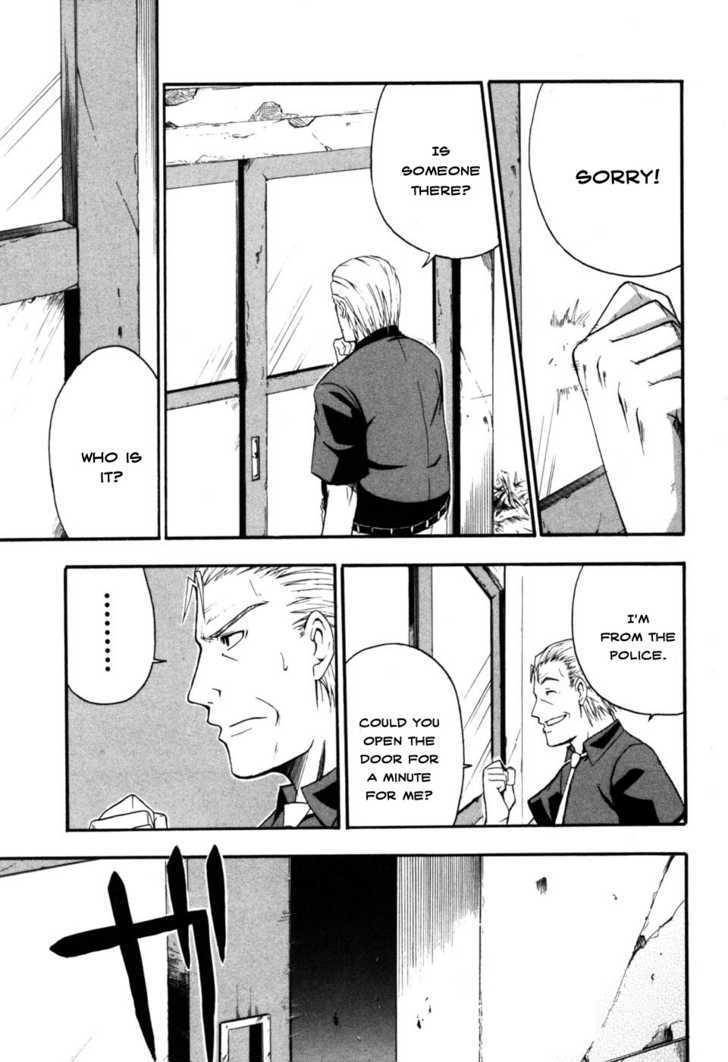 SORRY!
IS
SOMEONE
THERE?
WHO IS
IT?
I'M
FROM THE
POLICE.
COULD YOU
OPEN THE
DOOR FOR
A MINUTE
FOR ME?
........
ガ